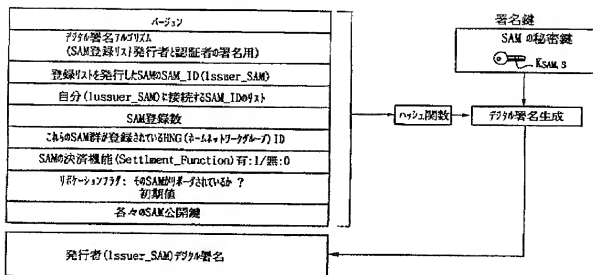 バージョン
デジタル署名アルゴリズム
(SAM登録リスト発行者と認証者の署名用)
登録リストを発行したSAMのSAM_ID(Issuer_SAM)
自分(Iussuer_SAM)に接続するSAM_IDのリスト
SAM登録数
これらのSAM群が登録されているHNG(ホームネットワークグループ)ID
SAMの決済機能(Settlment_Function)有:1/無:0
リボケーションフラグ: そのSAMがリボークされているか ?
初期値
各々のSAM公開鍵
発行者(Issuer_SAM)デジタル署名
ハッシュ関数
署名鍵
SAM の秘密鍵
KSAM,S
デジタル署名生成